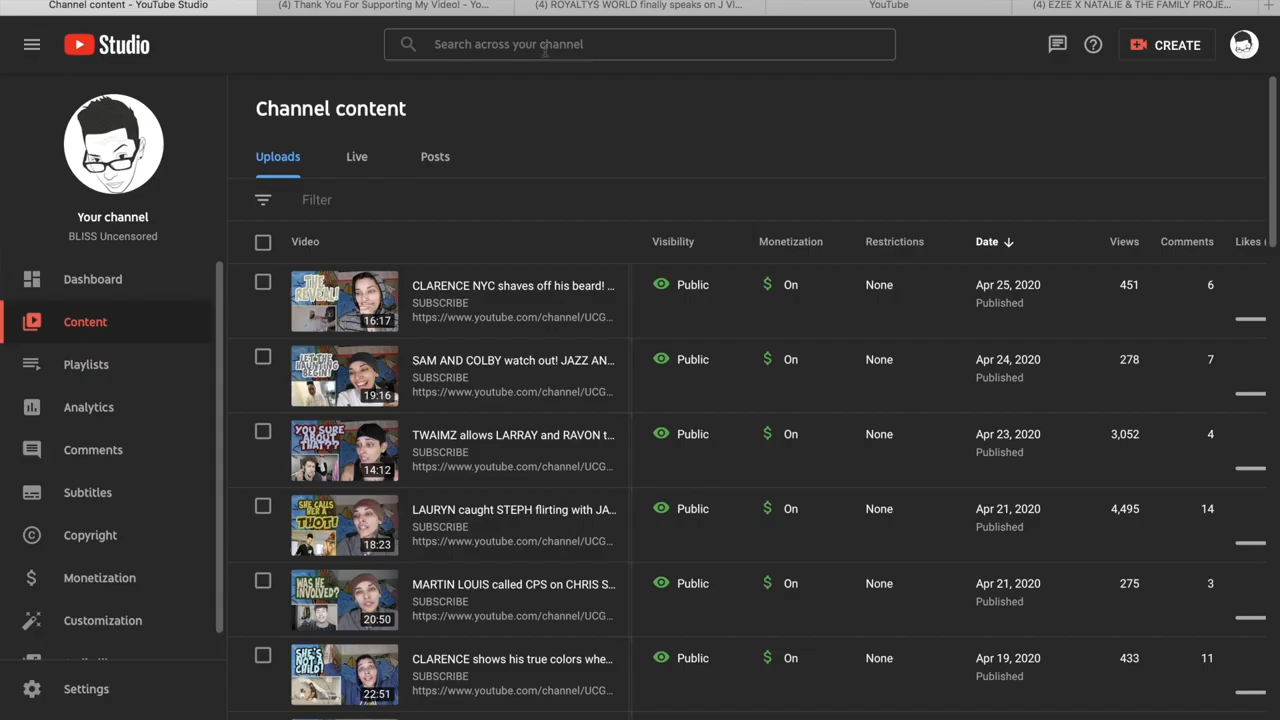 Channel content - YouTube Studio
(4) Thank You For Supporting My Video! - Yo...
(4) ROYALTYS WORLD finally speaks on J VI...
YouTube
(4) EZEE X NATALIE & THE FAMILY PROJE...
Studio
Search across your channel
CREATE
Your channel
BLISS Uncensored
Dashboard
Content
Playlists
Analytics
Comments
Subtitles
Copyright
Monetization
Customization
Settings
Channel content
Uploads Live Posts
Filter
Video Visibility Monetization Restrictions Date Views Comments Likes (
THE REVEAL!
16:17
CLARENCE NYC shaves off his beard! ...
SUBSCRIBE
https://www.youtube.com/channel/UCG...
Public On None Apr 25, 2020 451 6
Published
LET THE HAUNTING BEGIN!
19:16
SAM AND COLBY watch out! JAZZ AN...
SUBSCRIBE
https://www.youtube.com/channel/UCG...
Public On None Apr 24, 2020 278 7
Published
YOU SURE ABOUT THAT??
14:12
TWAIMZ allows LARRAY and RAVON t...
SUBSCRIBE
https://www.youtube.com/channel/UCG...
Public On None Apr 23, 2020 3,052 4
Published
SHE CALLS HER A THOT!
18:23
LAURYN caught STEPH flirting with JA...
SUBSCRIBE
https://www.youtube.com/channel/UCG...
Public On None Apr 21, 2020 4,495 14
Published
WAS HE INVOLVED?
20:50
MARTIN LOUIS called CPS on CHRIS S...
SUBSCRIBE
https://www.youtube.com/channel/UCG...
Public On None Apr 21, 2020 275 3
Published
SHE'S NOT A CHILD!
22:51
CLARENCE shows his true colors whe...
SUBSCRIBE
https://www.youtube.com/channel/UCG...
Public On None Apr 19, 2020 433 11
Published